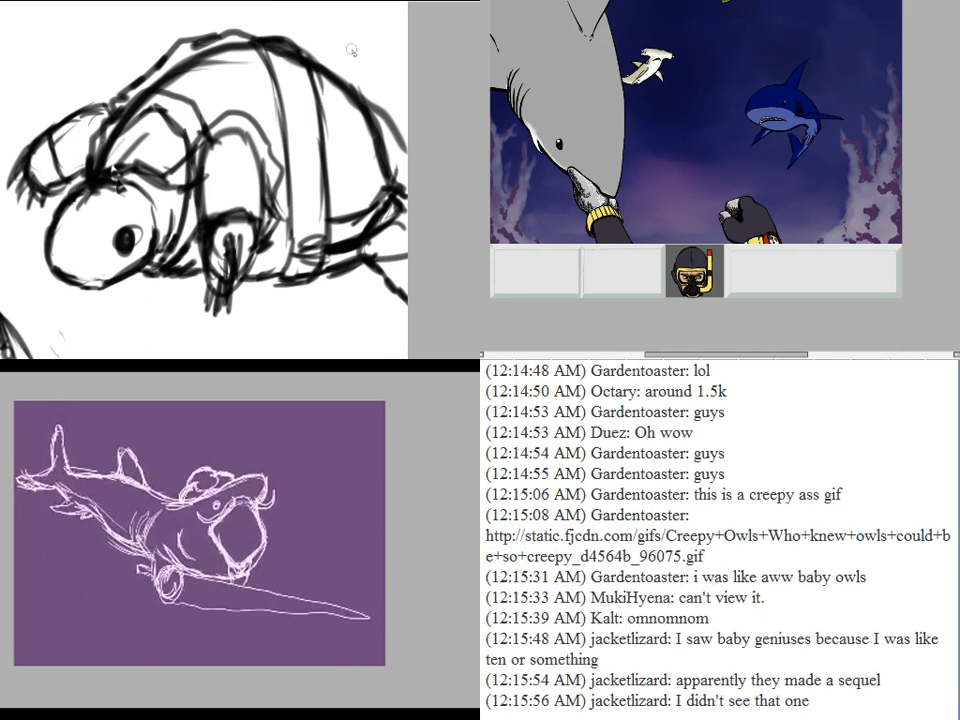 (12:14:48 AM) Gardentoaster: lol
(12:14:50 AM) Octary: around 1.5k
(12:14:53 AM) Gardentoaster: guys
(12:14:53 AM) Duez: Oh wow
(12:14:54 AM) Gardentoaster: guys
(12:14:55 AM) Gardentoaster: guys
(12:15:06 AM) Gardentoaster: this is a creepy ass gif
(12:15:08 AM) Gardentoaster:
http://static.fjcdn.com/gifs/Creepy+Owls+Who+knew+owls+could+b
e+so+creepy_d4564b_96075.gif
(12:15:31 AM) Gardentoaster: i was like aww baby owls
(12:15:33 AM) MukiHyena: can't view it.
(12:15:39 AM) Kalt: omnomnom
(12:15:48 AM) jacketlizard: I saw baby geniuses because I was like
ten or something
(12:15:54 AM) jacketlizard: apparently they made a sequel
(12:15:56 AM) jacketlizard: I didn't see that one